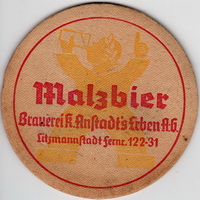 Malzbier
Brauerei K. Anstadt's Erben A.G.
Litzmannstadt Fernr. 122-31